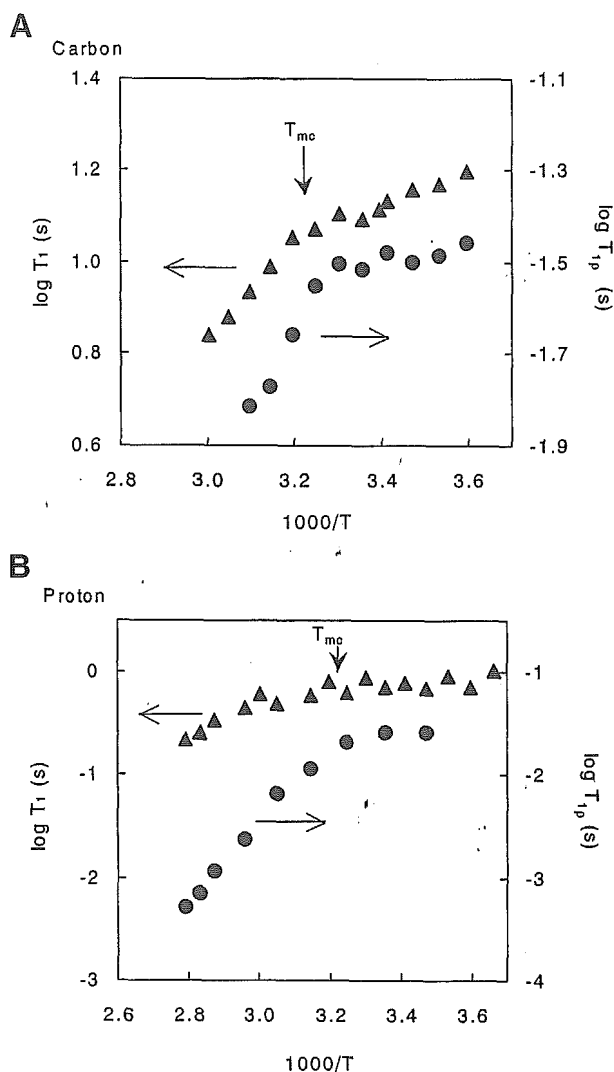 A
Carbon
1.4
1.2
1.0
0.8
0.6
log T1 (s)
Tmc
-1.1
-1.3
-1.5
-1.7
-1.9
log T1ρ (s)
2.8 3.0 3.2 3.4 3.6
1000/T
B
Proton
0
-1
-2
-3
log T1 (s)
Tmc
-1
-2
-3
-4
log T1ρ (s)
2.6 2.8 3.0 3.2 3.4 3.6
1000/T